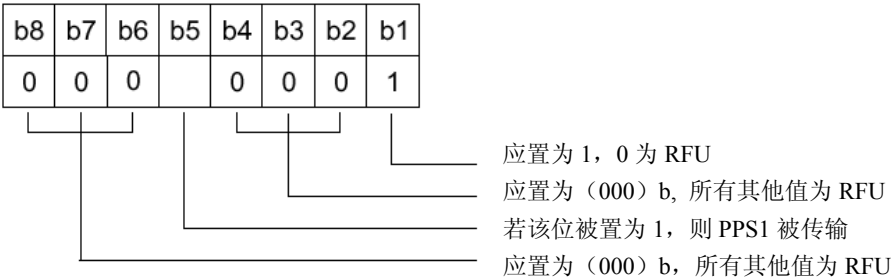 b8 b7 b6 b5 b4 b3 b2 b1
0 0 0 0 0 0 1
应置为 1，0 为 RFU
应置为（000）b, 所有其他值为 RFU
若该位被置为 1，则 PPS1 被传输
应置为（000）b，所有其他值为 RFU